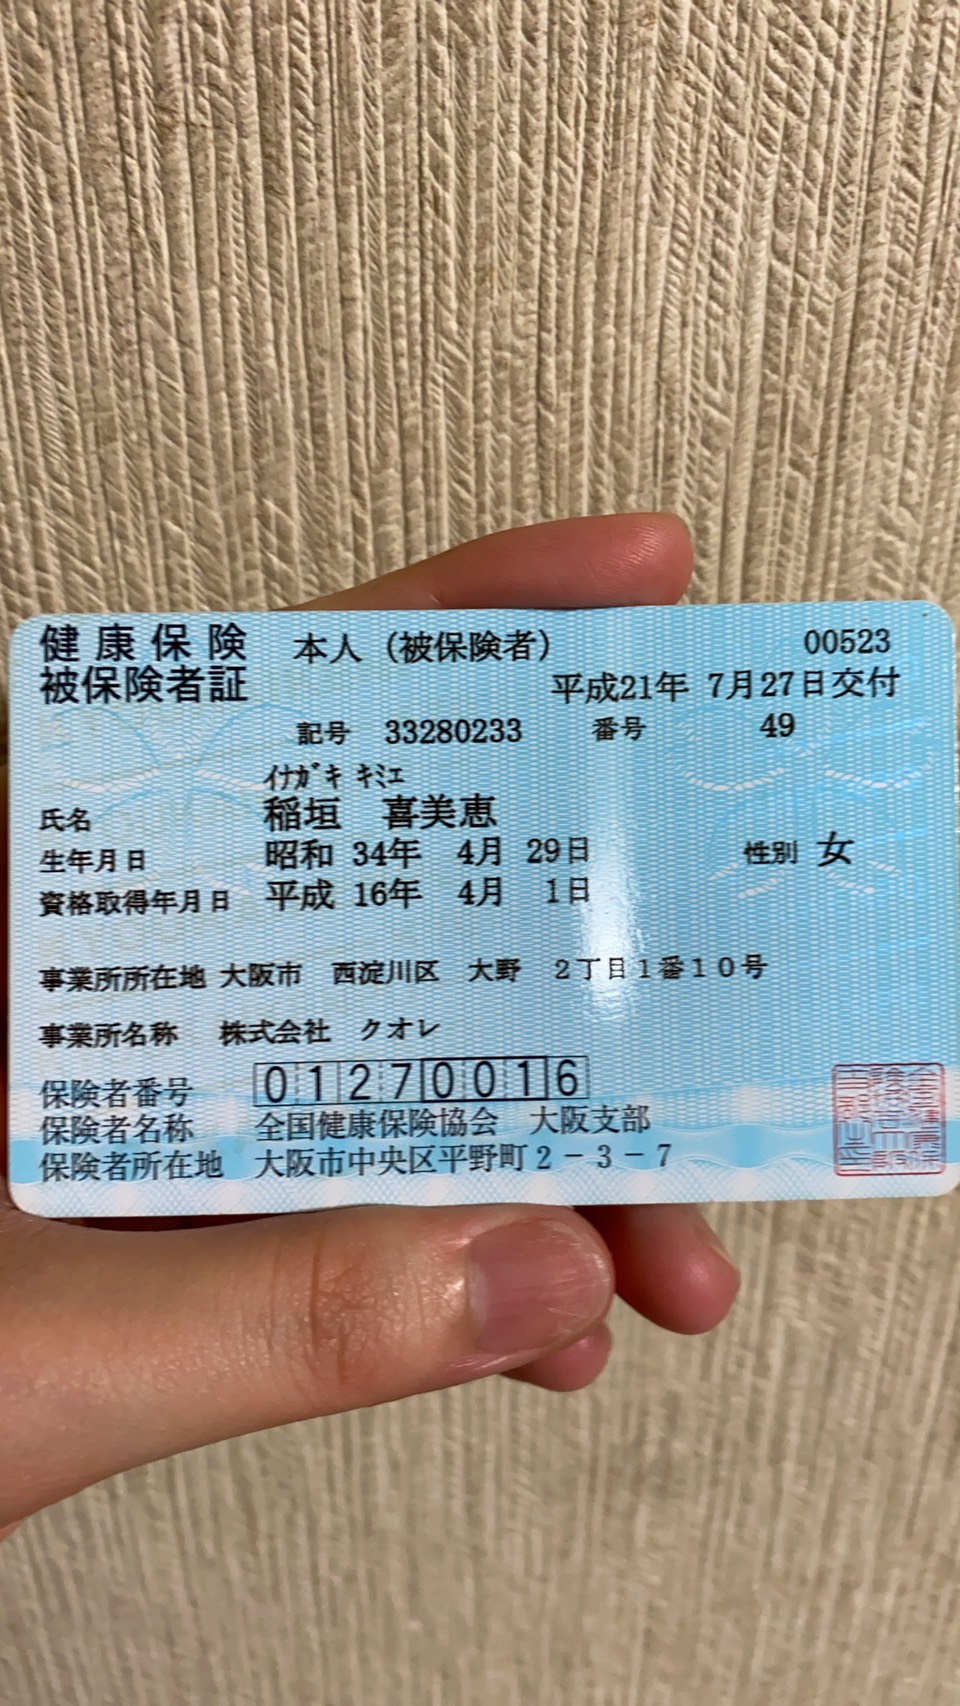 健康保険 本人（被保険者） 00523
被保険者証 平成21年 7月27日交付
記号 33280233 番号 49
ｲﾅｶﾞｷ ｷﾐｴ
氏名 稲垣 喜美恵
生年月日 昭和 34年 4月 29日 性別 女
資格取得年月日 平成 16年 4月 1日
事業所所在地 大阪市 西淀川区 大野 2丁目1番10号
事業所名称 株式会社 クオレ
保険者番号 01270016
保険者名称 全国健康保険協会 大阪支部
保険者所在地 大阪市中央区平野町2－3－7